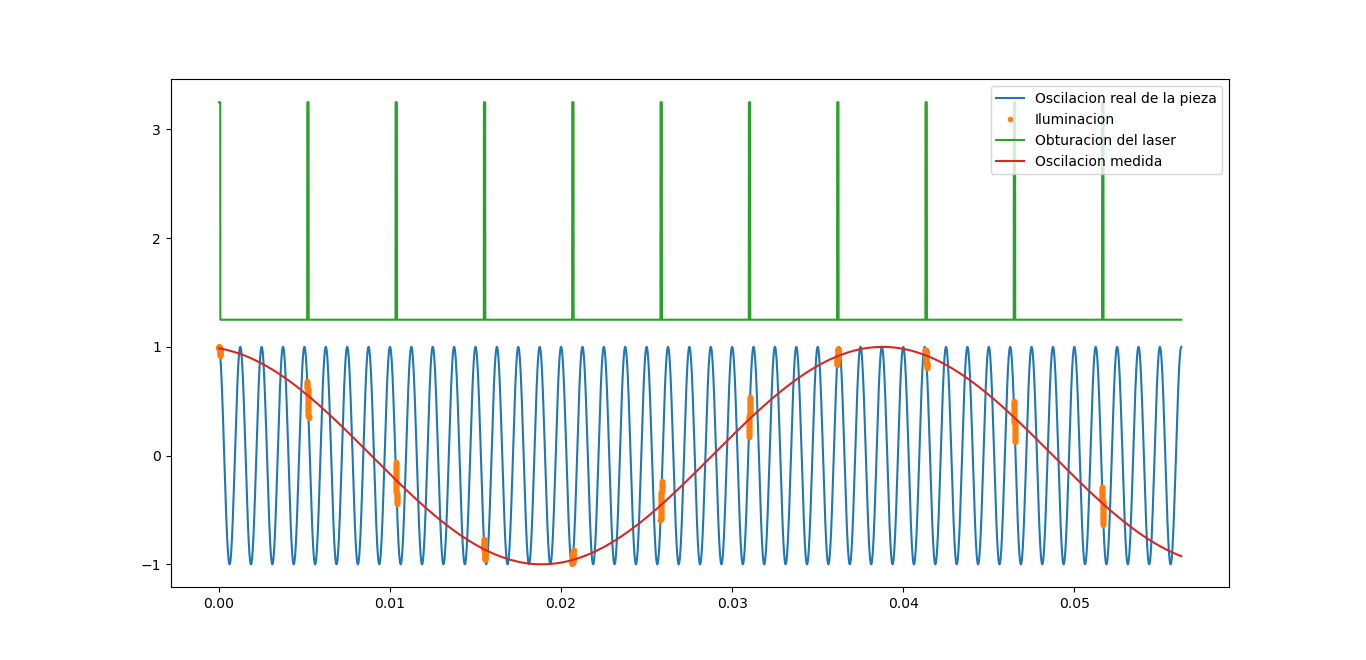 3
2
1
0
−1
0.00
0.01
0.02
0.03
0.04
0.05
Oscilacion real de la pieza
Iluminacion
Obturacion del laser
Oscilacion medida